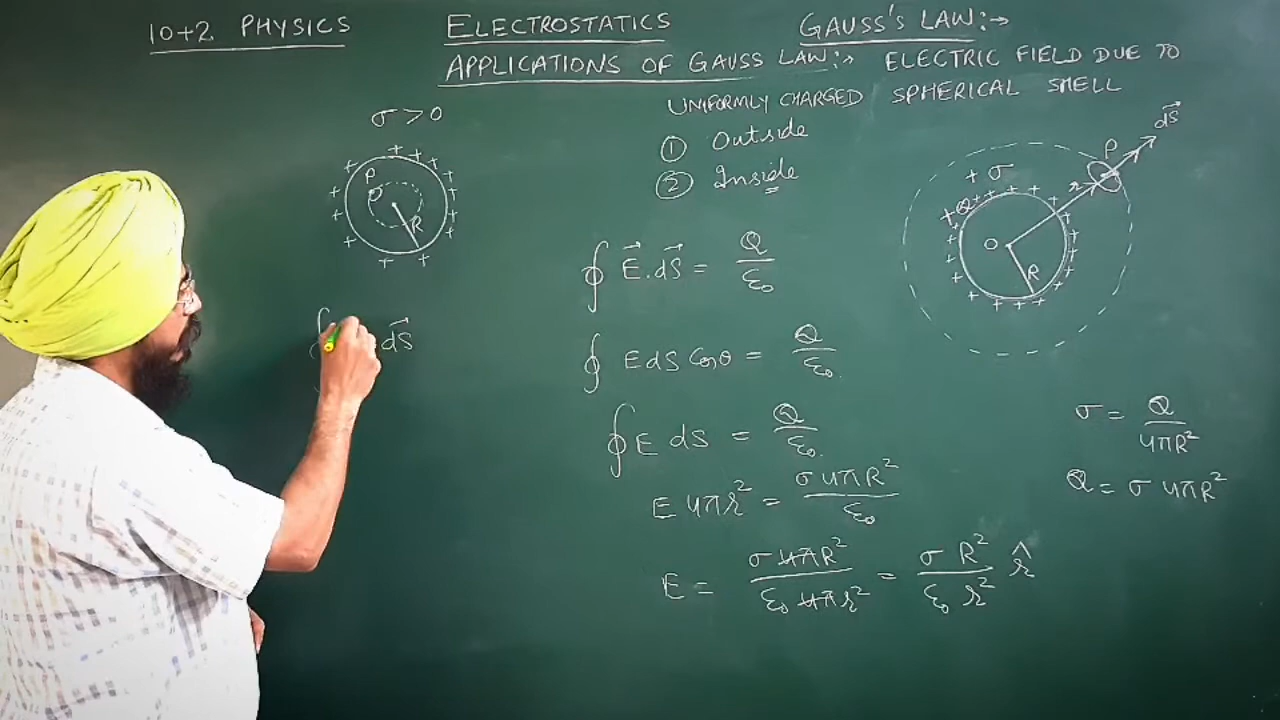 10+2 PHYSICS
ELECTROSTATICS
GAUSS'S LAW:→
APPLICATIONS OF GAUSS LAW:→ ELECTRIC FIELD DUE TO
UNIFORMLY CHARGED SPHERICAL SHELL
σ > 0
① Outside
② Inside
P
R
dS⃗
P
r
+ σ
+Q
O
R
∮ E⃗.dS⃗ = Q/ε₀
∮ E dS Cosθ = Q/ε₀.
∮ E dS = Q/ε₀.
E 4πr² = σ 4πR²/ε₀
E = σ 4πR²/ε₀ 4πr² = σ R²/ε₀ r² r̂
σ = Q/4πR²
Q = σ 4πR²
∮ dS⃗